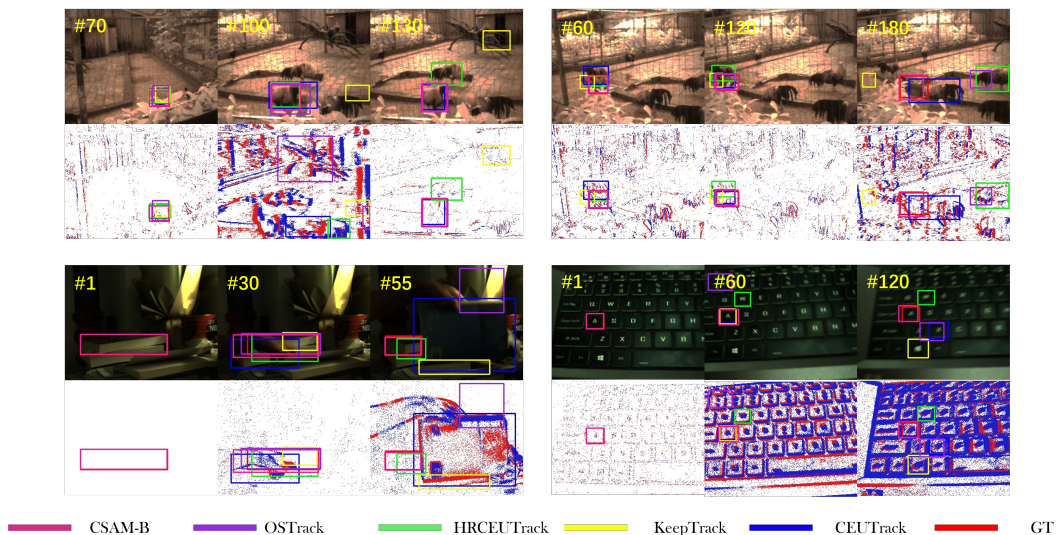 #70 #100 #130 #60 #120 #180
#1 #30 #55 #1 #60 #120
Q W E R T Y U
A S D F G H J K
Z X C V B N M
CSAM-B OSTrack HRCEUTrack KeepTrack CEUTrack GT